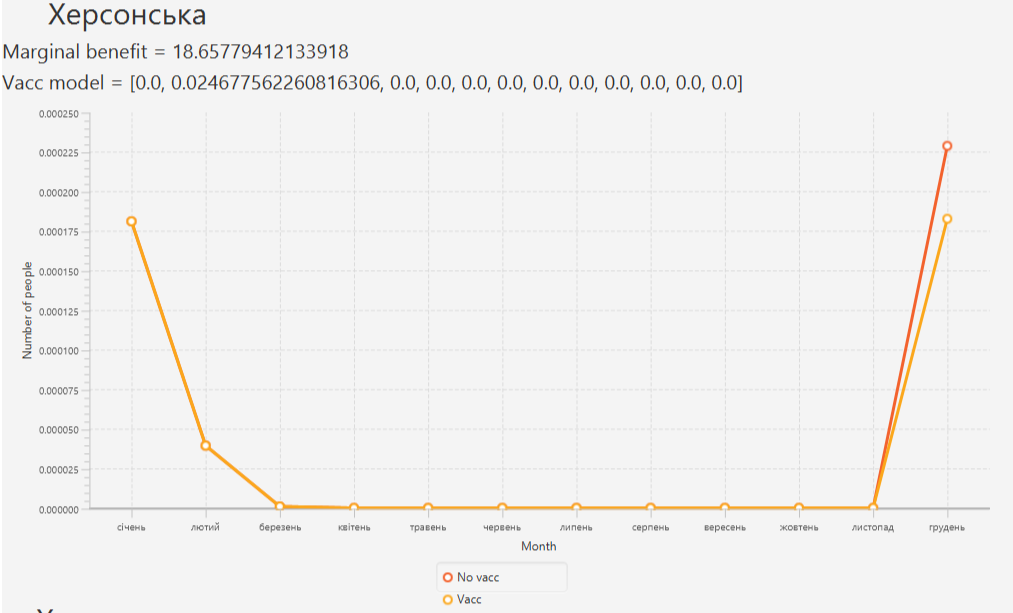 Херсонська
Marginal benefit = 18.65779412133918
Vacc model = [0.0, 0.024677562260816306, 0.0, 0.0, 0.0, 0.0, 0.0, 0.0, 0.0, 0.0, 0.0, 0.0]
0.000250
0.000225
0.000200
0.000175
0.000150
0.000125
0.000100
0.000075
0.000050
0.000025
0.000000
Number of people
січень лютий березень квітень травень червень липень серпень вересень жовтень листопад грудень
Month
No vacc
Vacc